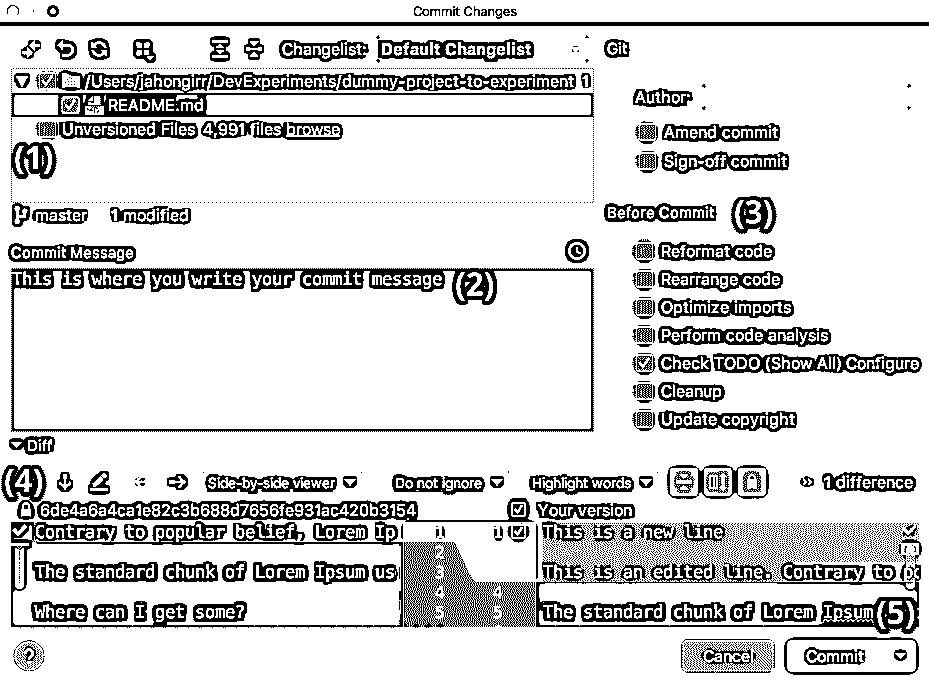 Commit Changes
Changelist: Default Changelist
Git
/Users/jahongirr/DevExperiments/dummy-project-to-experiment 1
README.md
Unversioned Files 4,991 files browse
(1)
master 1 modified
Author:
Amend commit
Sign-off commit
Before Commit (3)
Reformat code
Rearrange code
Optimize imports
Perform code analysis
Check TODO (Show All) Configure
Cleanup
Update copyright
Commit Message
This is where you write your commit message (2)
Diff
(4) Side-by-side viewer Do not ignore Highlight words 1 difference
6de4a6a4ca1e82c3b688d7656fe931ac420b3154 Your version
Contrary to popular belief, Lorem Ip 1 1 This is a new line
2
The standard chunk of Lorem Ipsum us 3 This is an edited line. Contrary to po
4 4
Where can I get some? 5 5 The standard chunk of Lorem Ipsum (5)
? Cancel Commit